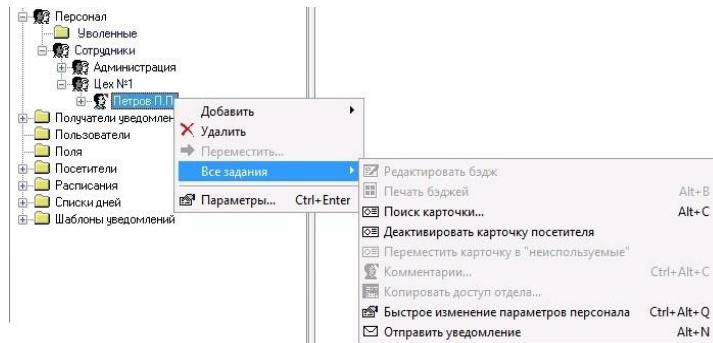 Персонал
Уволенные
Сотрудники
Администрация
Цех №1
Петров П.П
Получатели уведомлен
Пользователи
Поля
Посетители
Расписания
Списки дней
Шаблоны уведомлений
Добавить
Удалить
Переместить...
Все задания
Параметры... Ctrl+Enter
Редактировать бэдж
Печать бэджей Alt+B
Поиск карточки... Alt+C
Деактивировать карточку посетителя
Переместить карточку в "неиспользуемые"
Комментарии... Ctrl+Alt+C
Копировать доступ отдела...
Быстрое изменение параметров персонала Ctrl+Alt+Q
Отправить уведомление Alt+N